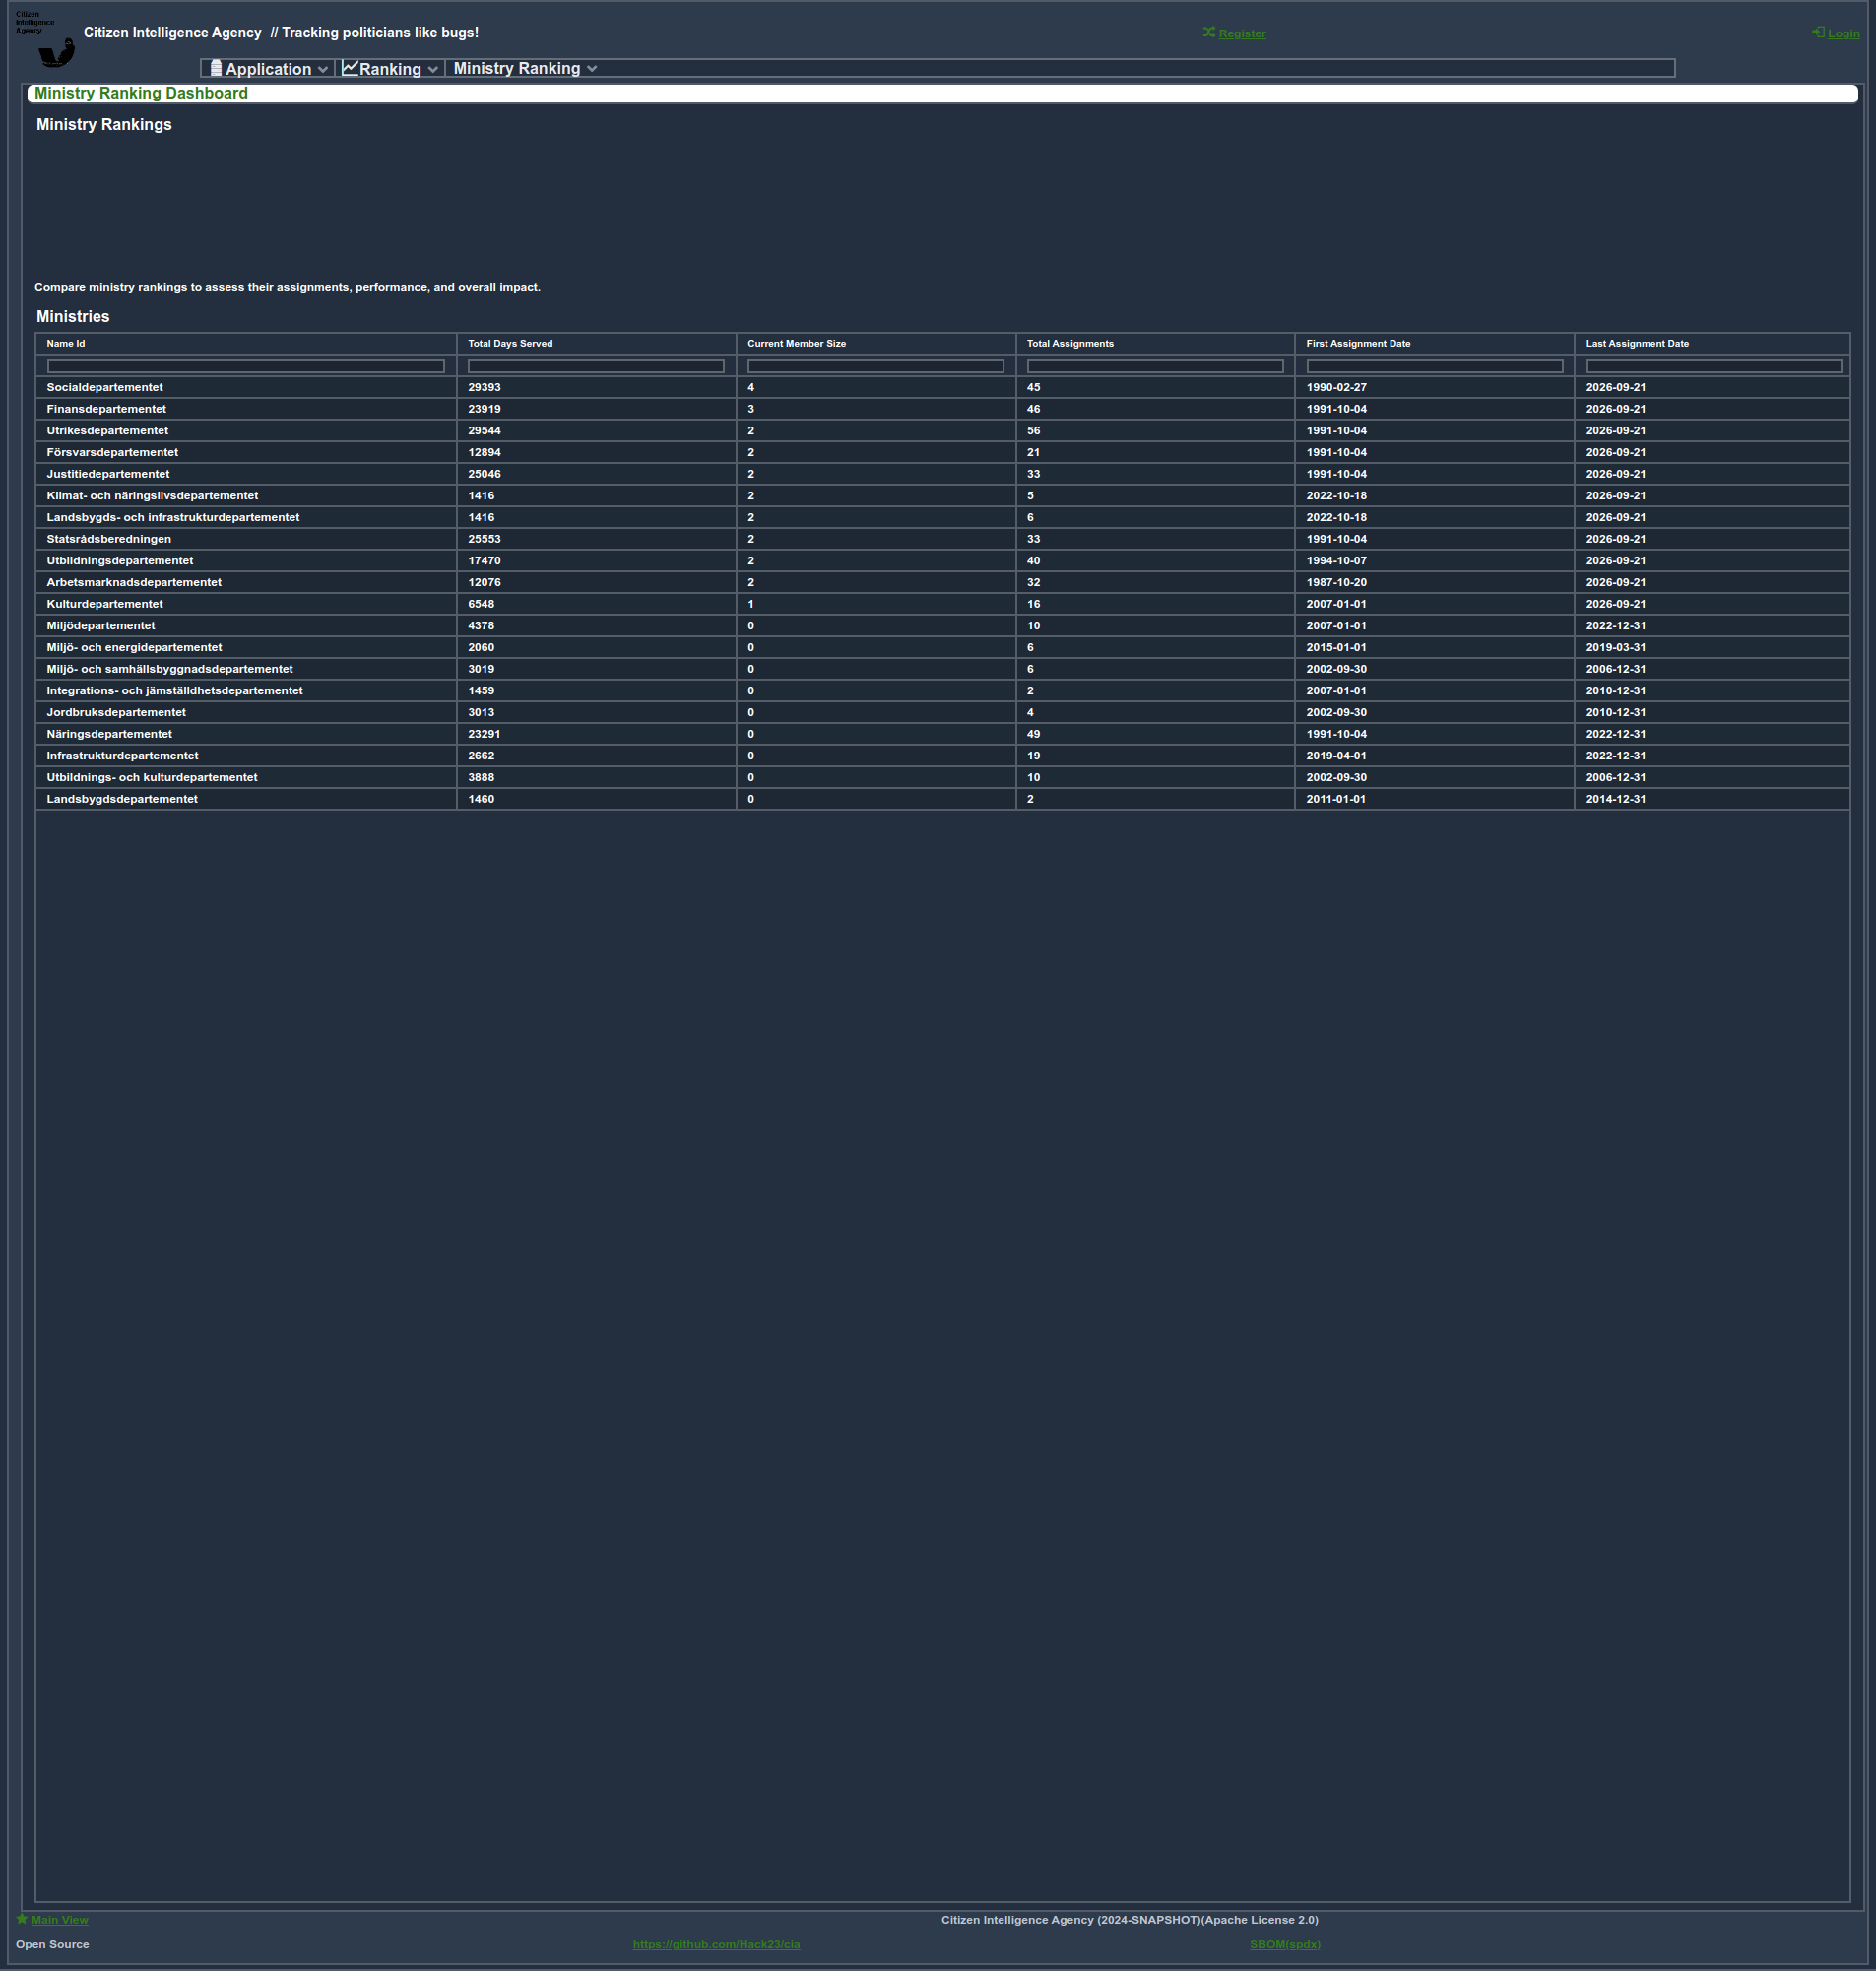 Citizen
Intelligence
Agency
Citizen Intelligence Agency // Tracking politicians like bugs! Register Login
Application Ranking Ministry Ranking
Ministry Ranking Dashboard
Ministry Rankings
Compare ministry rankings to assess their assignments, performance, and overall impact.
Ministries
Name Id Total Days Served Current Member Size Total Assignments First Assignment Date Last Assignment Date
Socialdepartementet 29393 4 45 1990-02-27 2026-09-21
Finansdepartementet 23919 3 46 1991-10-04 2026-09-21
Utrikesdepartementet 29544 2 56 1991-10-04 2026-09-21
Försvarsdepartementet 12894 2 21 1991-10-04 2026-09-21
Justitiedepartementet 25046 2 33 1991-10-04 2026-09-21
Klimat- och näringslivsdepartementet 1416 2 5 2022-10-18 2026-09-21
Landsbygds- och infrastrukturdepartementet 1416 2 6 2022-10-18 2026-09-21
Statsrådsberedningen 25553 2 33 1991-10-04 2026-09-21
Utbildningsdepartementet 17470 2 40 1994-10-07 2026-09-21
Arbetsmarknadsdepartementet 12076 2 32 1987-10-20 2026-09-21
Kulturdepartementet 6548 1 16 2007-01-01 2026-09-21
Miljödepartementet 4378 0 10 2007-01-01 2022-12-31
Miljö- och energidepartementet 2060 0 6 2015-01-01 2019-03-31
Miljö- och samhällsbyggnadsdepartementet 3019 0 6 2002-09-30 2006-12-31
Integrations- och jämställdhetsdepartementet 1459 0 2 2007-01-01 2010-12-31
Jordbruksdepartementet 3013 0 4 2002-09-30 2010-12-31
Näringsdepartementet 23291 0 49 1991-10-04 2022-12-31
Infrastrukturdepartementet 2662 0 19 2019-04-01 2022-12-31
Utbildnings- och kulturdepartementet 3888 0 10 2002-09-30 2006-12-31
Landsbygdsdepartementet 1460 0 2 2011-01-01 2014-12-31
Main View Citizen Intelligence Agency (2024-SNAPSHOT)(Apache License 2.0)
Open Source https://github.com/Hack23/cia SBOM(spdx)